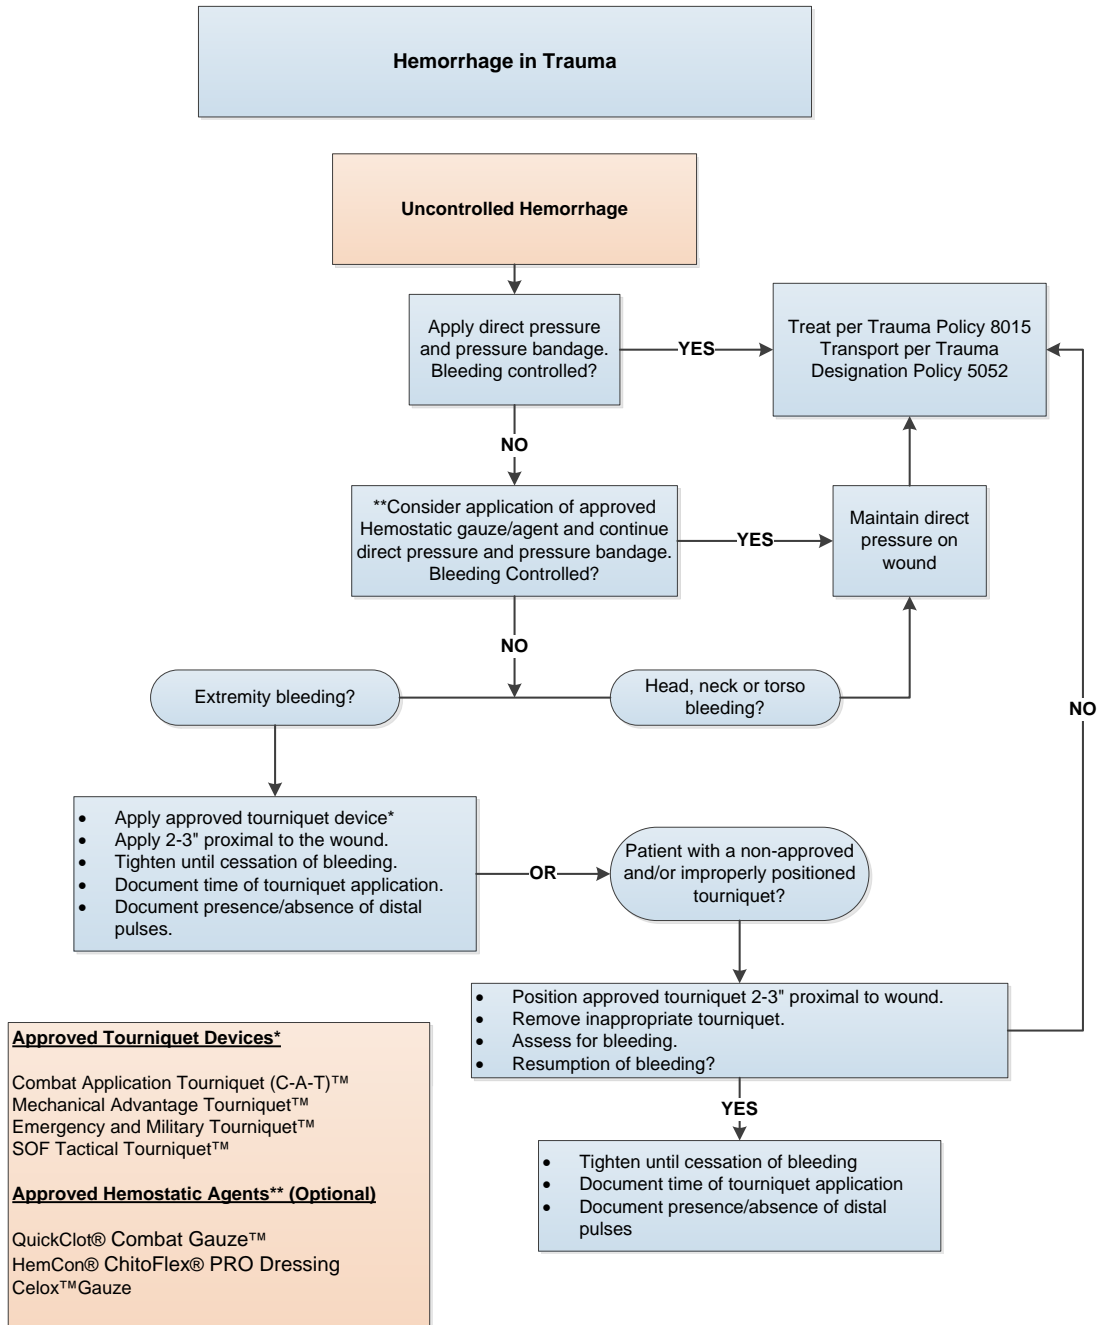 Hemorrhage in Trauma
Uncontrolled Hemorrhage
Apply direct pressure
and pressure bandage.
Bleeding controlled?
YES
Treat per Trauma Policy 8015
Transport per Trauma
Designation Policy 5052
NO
**Consider application of approved
Hemostatic gauze/agent and continue
direct pressure and pressure bandage.
Bleeding Controlled?
YES
Maintain direct
pressure on
wound
NO
Extremity bleeding?
Head, neck or torso
bleeding?
NO
• Apply approved tourniquet device*
• Apply 2-3" proximal to the wound.
• Tighten until cessation of bleeding.
• Document time of tourniquet application.
• Document presence/absence of distal
pulses.
OR
Patient with a non-approved
and/or improperly positioned
tourniquet?
• Position approved tourniquet 2-3" proximal to wound.
• Remove inappropriate tourniquet.
• Assess for bleeding.
• Resumption of bleeding?
YES
• Tighten until cessation of bleeding
• Document time of tourniquet application
• Document presence/absence of distal
pulses
Approved Tourniquet Devices*
Combat Application Tourniquet (C-A-T)™
Mechanical Advantage Tourniquet™
Emergency and Military Tourniquet™
SOF Tactical Tourniquet™
Approved Hemostatic Agents** (Optional)
QuickClot® Combat Gauze™
HemCon® ChitoFlex® PRO Dressing
Celox™Gauze